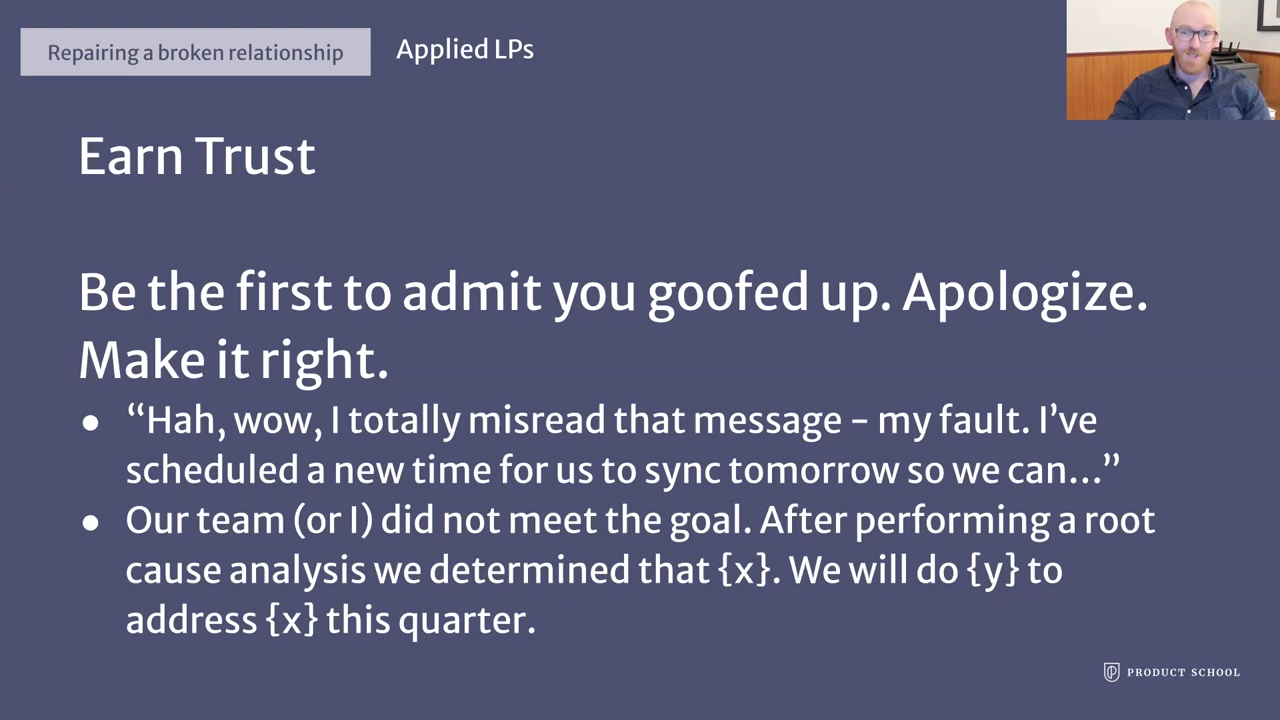 Repairing a broken relationship
Applied LPs
Earn Trust
Be the first to admit you goofed up. Apologize.
Make it right.
● “Hah, wow, I totally misread that message – my fault. I’ve
scheduled a new time for us to sync tomorrow so we can…”
● Our team (or I) did not meet the goal. After performing a root
cause analysis we determined that {x}. We will do {y} to
address {x} this quarter.
PRODUCT SCHOOL